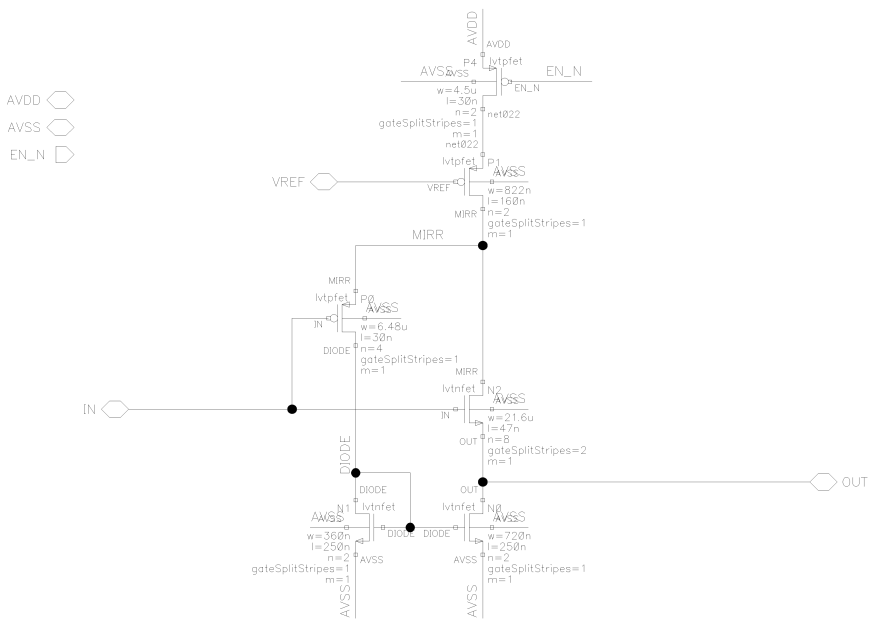 AVDD
AVDD
P4
lvtpfet
AVSS
AVSS
EN_N
EN_N
w=4.5u
l=30n
n=2
gateSplitStripes=1
m=1
net022
net022
AVDD
AVSS
EN_N
lvtpfet
P1
AVSS
AVSS
VREF
VREF
w=822n
l=160n
n=2
gateSplitStripes=1
m=1
MIRR
MIRR
MIRR
lvtpfet
P0
AVSS
AVSS
IN
w=6.48u
l=30n
n=4
gateSplitStripes=1
m=1
DIODE
MIRR
lvtnfet
N2
AVSS
AVSS
IN
IN
w=21.6u
l=47n
n=8
gateSplitStripes=2
m=1
OUT
DIODE
DIODE
OUT
OUT
N1
lvtnfet
AVSS
AVSS
DIODE
w=360n
l=250n
n=2
gateSplitStripes=1
m=1
AVSS
AVSS
lvtnfet
N0
AVSS
AVSS
DIODE
w=720n
l=250n
n=2
gateSplitStripes=1
m=1
AVSS
AVSS